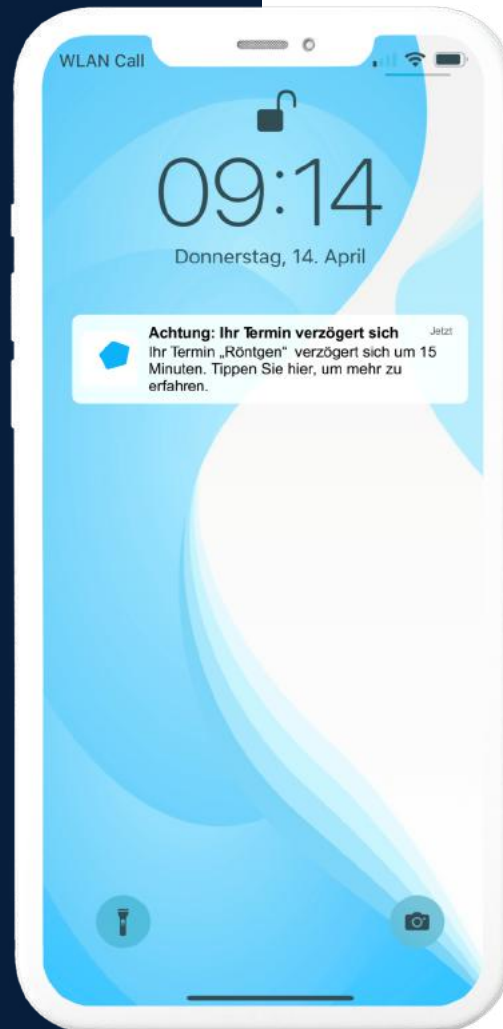 WLAN Call
09:14
Donnerstag, 14. April
Achtung: Ihr Termin verzögert sich Jetzt
Ihr Termin „Röntgen“ verzögert sich um 15
Minuten. Tippen Sie hier, um mehr zu
erfahren.